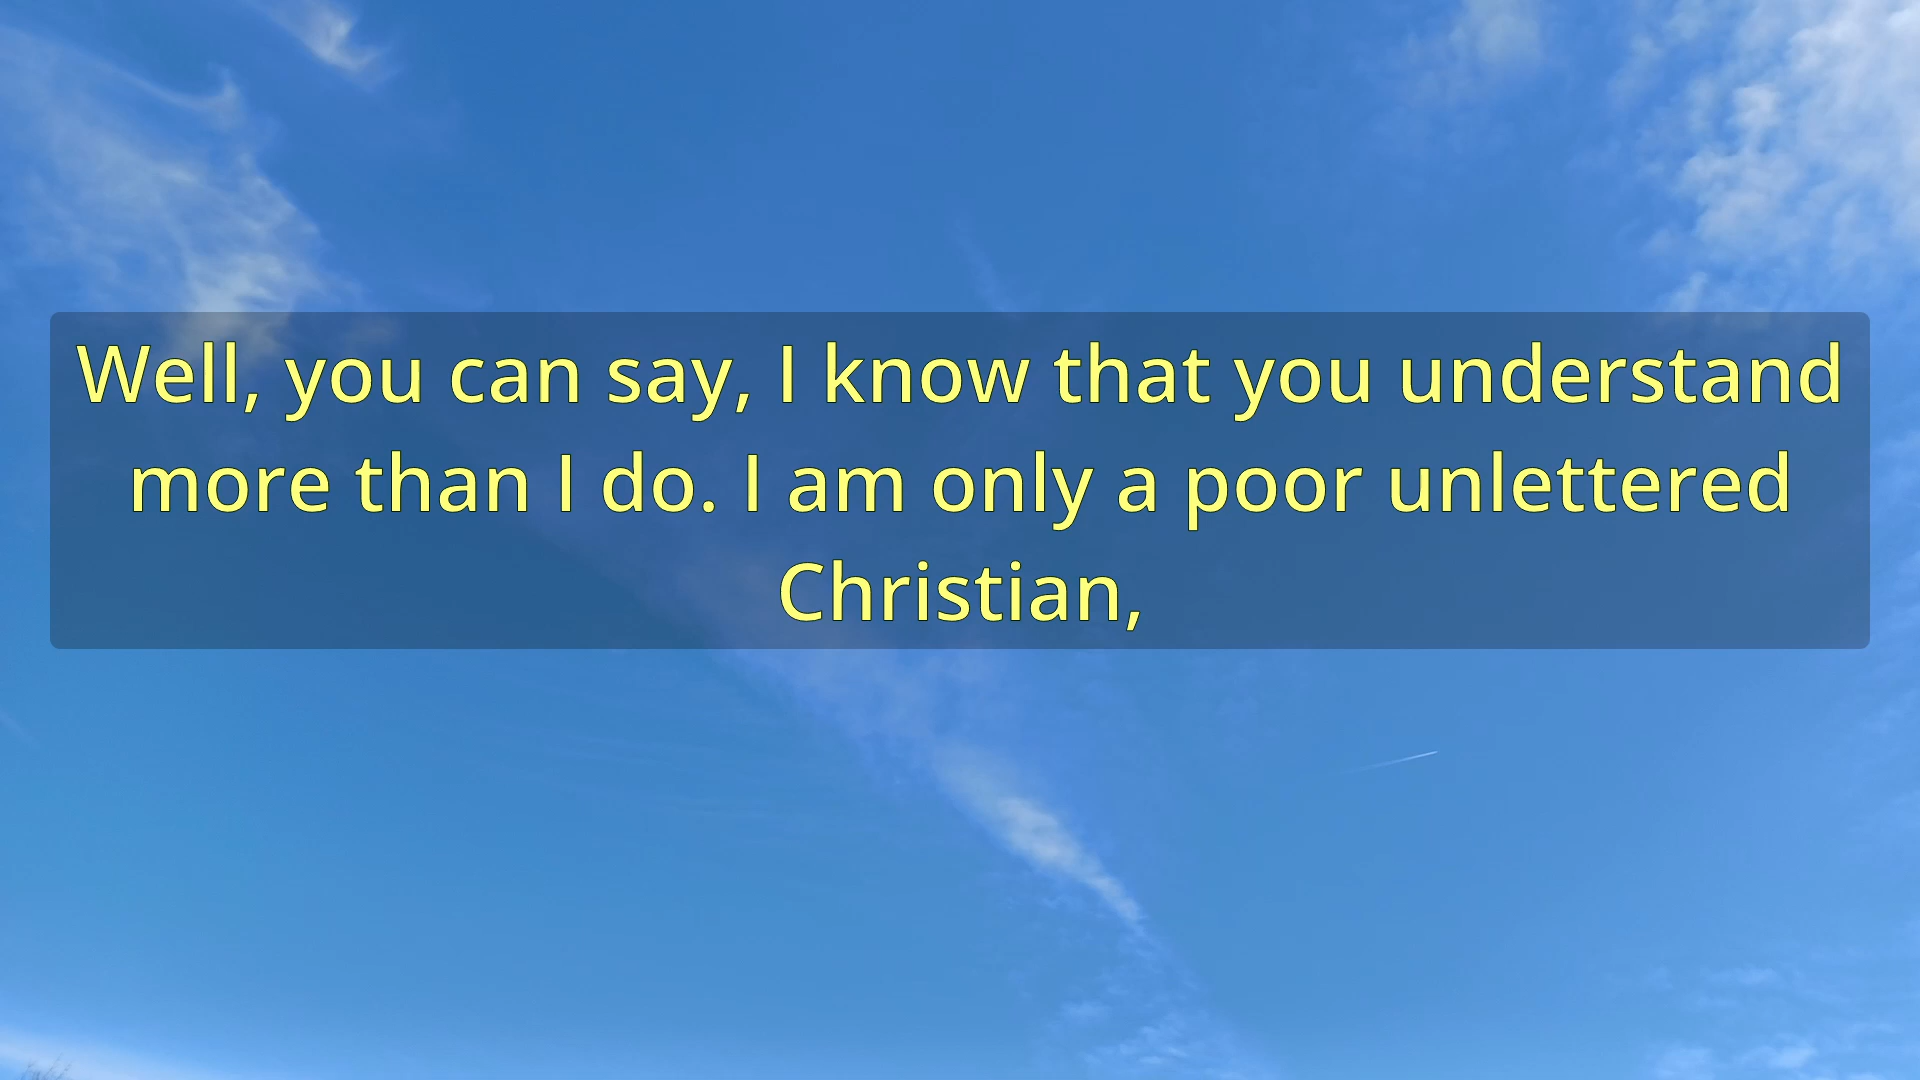 Well, you can say, I know that you understand
more than I do. I am only a poor unlettered
Christian,